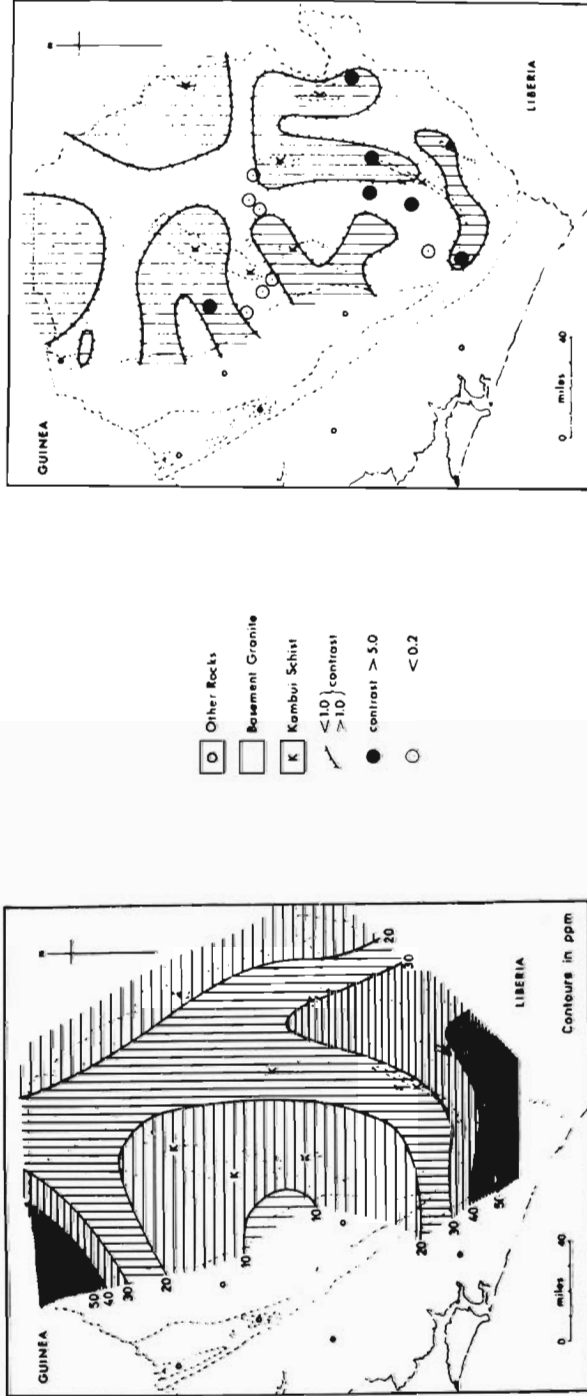 GUINEA
n
50
40
30
20
10
10
20
30
40
50
20
30
K
K
K
K
K
LIBERIA
0 miles 40
Contours in ppm
O Other Rocks
Basement Granite
K Kambui Schist
< 1.0 } contrast
> 1.0
contrast > 5.0
< 0.2
GUINEA
n
K
K
K
K
K
K
LIBERIA
0 miles 40